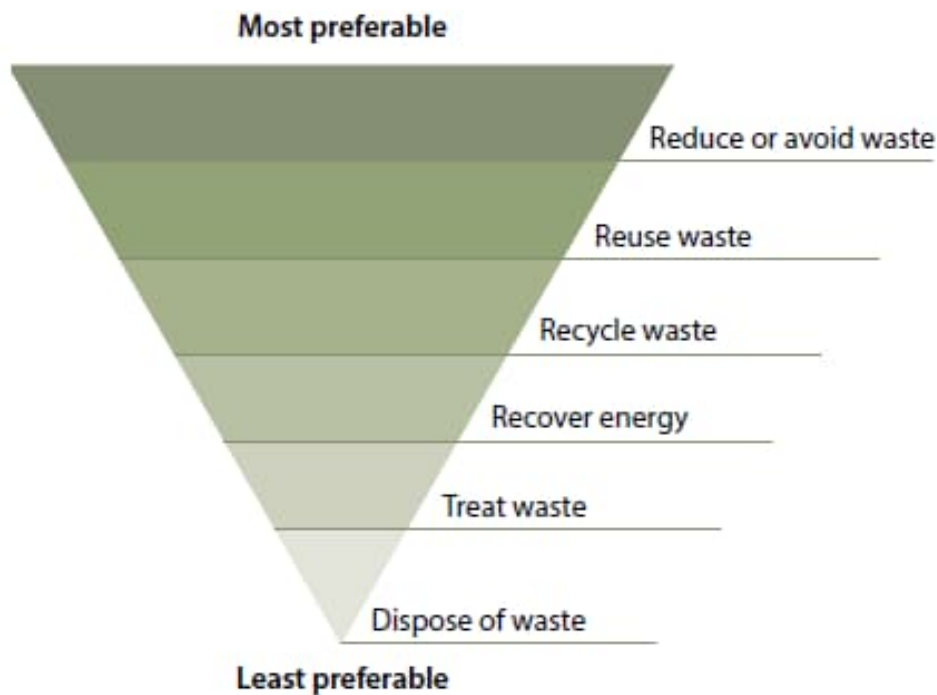 Most preferable
Reduce or avoid waste
Reuse waste
Recycle waste
Recover energy
Treat waste
Dispose of waste
Least preferable